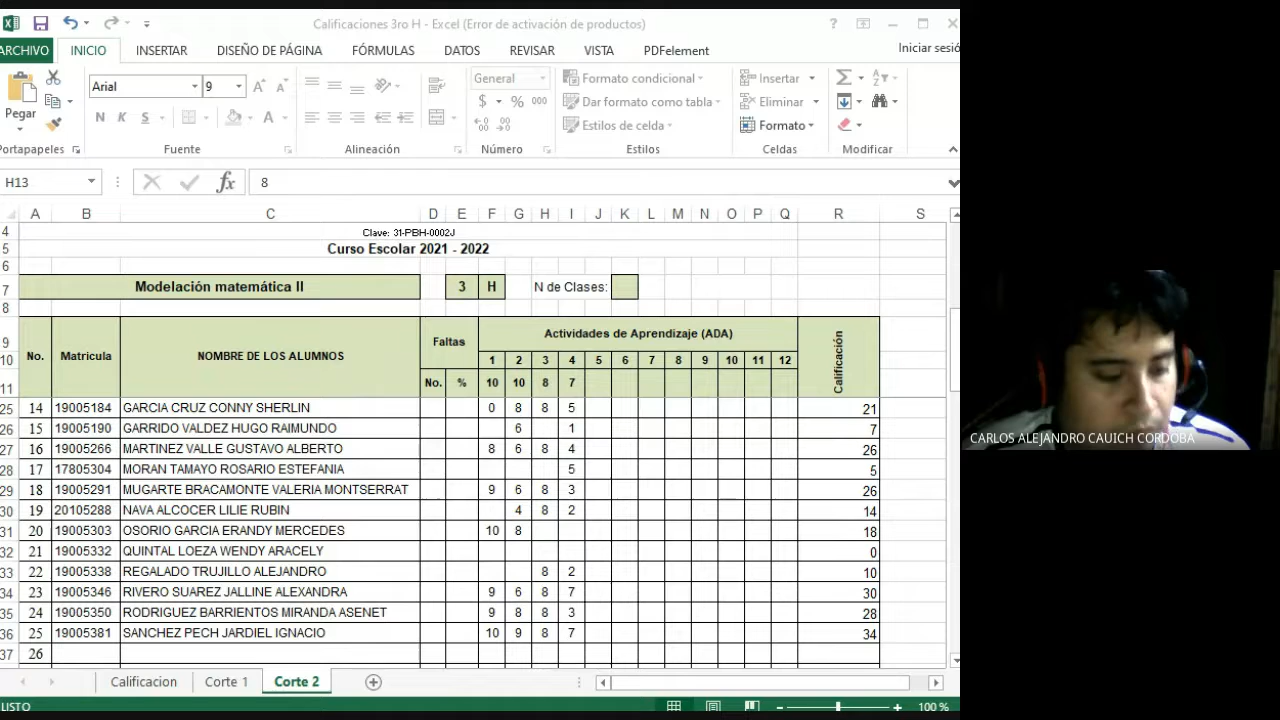 Calificaciones 3ro H - Excel (Error de activación de productos)
ARCHIVO INICIO INSERTAR DISEÑO DE PÁGINA FÓRMULAS DATOS REVISAR VISTA PDFelement Iniciar sesió
Pegar
Arial 9
N K S
General
$ % 000
Formato condicional
Dar formato como tabla
Estilos de celda
Insertar
Eliminar
Formato
Portapapeles Fuente Alineación Número Estilos Celdas Modificar
H13 fx 8
A B C D E F G H I J K L M N O P Q R S
4 Clave: 31-PBH-0002J
5 Curso Escolar 2021 - 2022
6
7 Modelación matemática II 3 H N de Clases:
8
9 No. Matricula NOMBRE DE LOS ALUMNOS Faltas Actividades de Aprendizaje (ADA) Calificación
10 1 2 3 4 5 6 7 8 9 10 11 12
11 No. % 10 10 8 7
25 14 19005184 GARCIA CRUZ CONNY SHERLIN 0 8 8 5 21
26 15 19005190 GARRIDO VALDEZ HUGO RAIMUNDO 6 1 7
27 16 19005266 MARTINEZ VALLE GUSTAVO ALBERTO 8 6 8 4 26
28 17 17805304 MORAN TAMAYO ROSARIO ESTEFANIA 5 5
29 18 19005291 MUGARTE BRACAMONTE VALERIA MONTSERRAT 9 6 8 3 26
30 19 20105288 NAVA ALCOCER LILIE RUBIN 4 8 2 14
31 20 19005303 OSORIO GARCIA ERANDY MERCEDES 10 8 18
32 21 19005332 QUINTAL LOEZA WENDY ARACELY 0
33 22 19005338 REGALADO TRUJILLO ALEJANDRO 8 2 10
34 23 19005346 RIVERO SUAREZ JALLINE ALEXANDRA 9 6 8 7 30
35 24 19005350 RODRIGUEZ BARRIENTOS MIRANDA ASENET 9 8 8 3 28
36 25 19005381 SANCHEZ PECH JARDIEL IGNACIO 10 9 8 7 34
37 26
Calificacion Corte 1 Corte 2
LISTO 100 %
CARLOS ALEJANDRO CAUICH CORDOBA